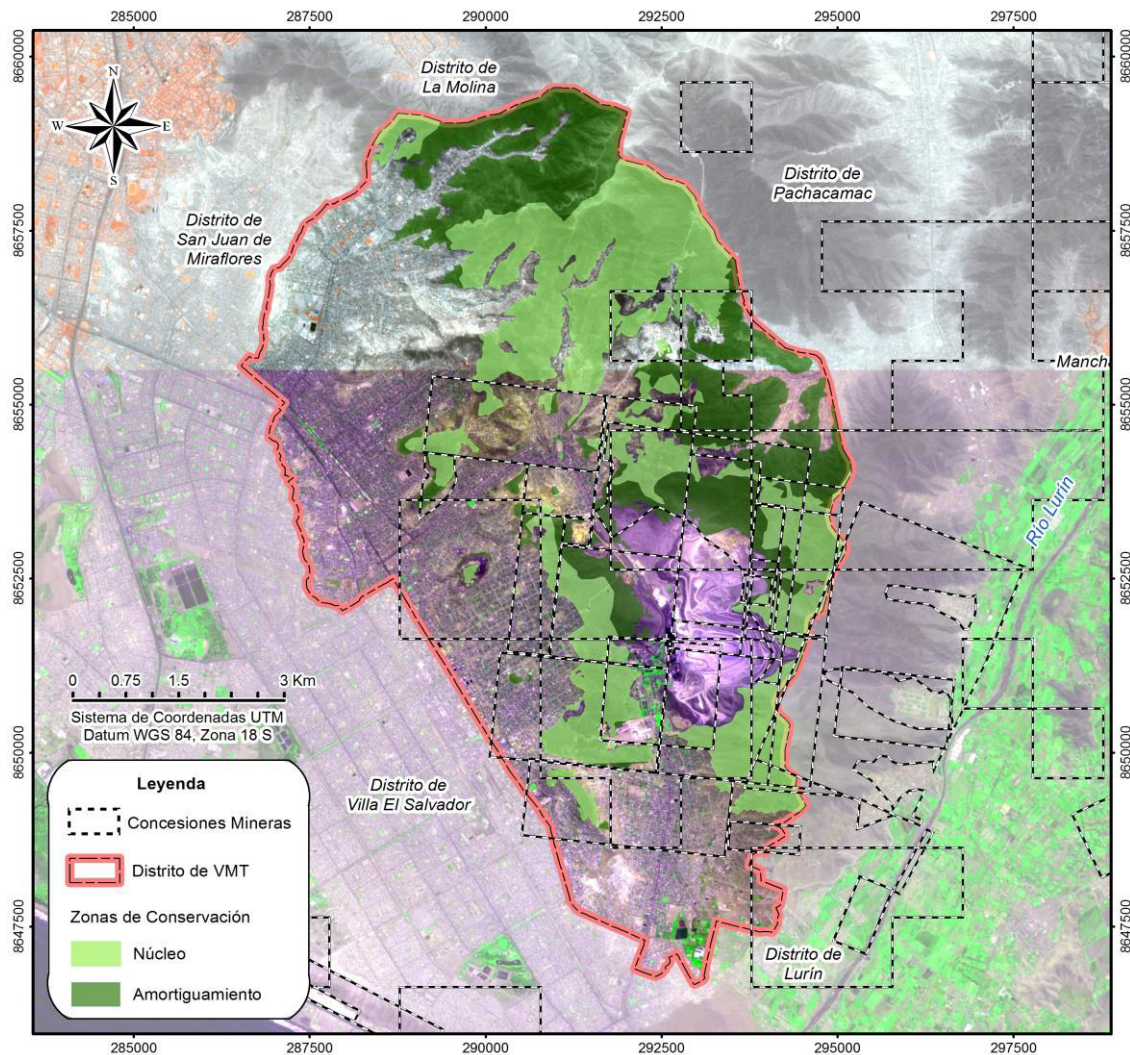 285000 287500 290000 292500 295000 297500
8660000
8660000
N
W E
S
Distrito de
La Molina
Distrito de
San Juan de
Miraflores
Distrito de
Pachacamac
8657500
8657500
Mancha
8655000
8655000
Río Lurín
8652500
8652500
0 0.75 1.5 3 Km
Sistema de Coordenadas UTM
Datum WGS 84, Zona 18 S
8650000
8650000
Distrito de
Villa El Salvador
Leyenda
Concesiones Mineras
Distrito de VMT
Zonas de Conservación
Núcleo
Amortiguamiento
8647500
8647500
Distrito de
Lurín
285000 287500 290000 292500 295000 297500